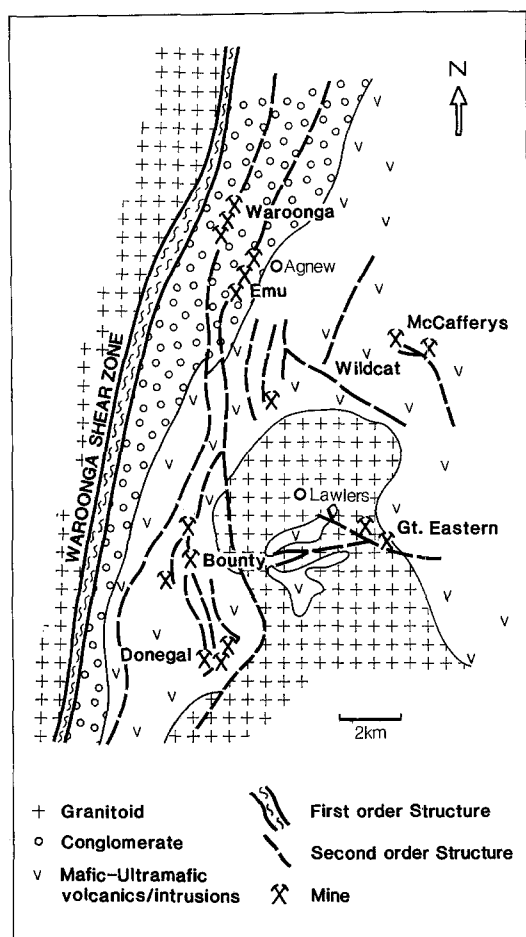 N
Waroonga
Agnew
Emu
McCafferys
Wildcat
WAROONGA SHEAR ZONE
Lawlers
Gt. Eastern
Bounty
Donegal
2km
Granitoid
Conglomerate
Mafic-Ultramafic
volcanics/intrusions
First order Structure
Second order Structure
Mine